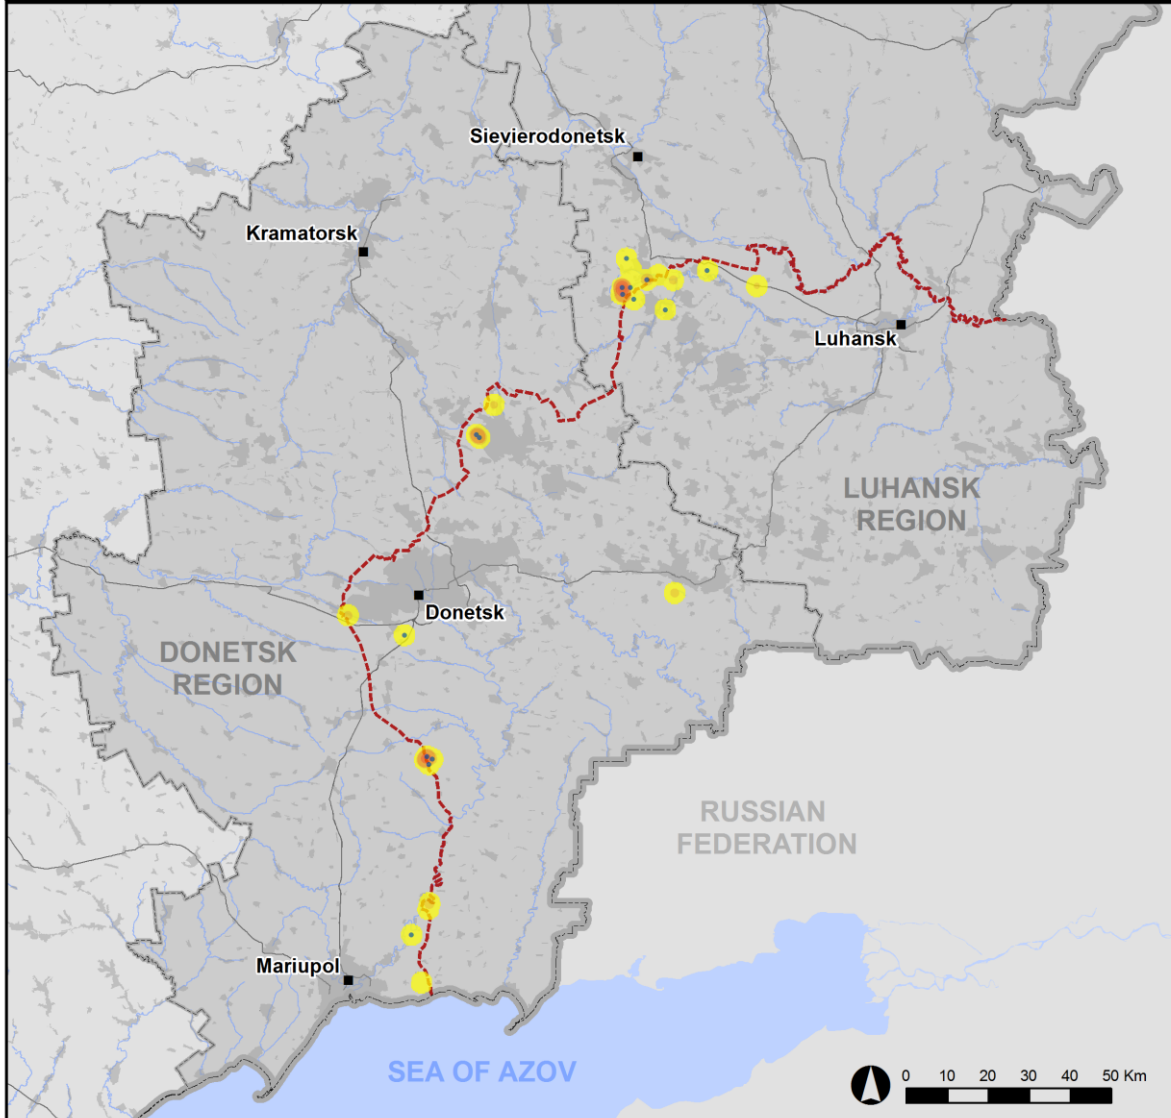 Sievierodonetsk
Kramatorsk
Luhansk
LUHANSK
REGION
Donetsk
DONETSK
REGION
RUSSIAN
FEDERATION
Mariupol
SEA OF AZOV
0 10 20 30 40 50 Km